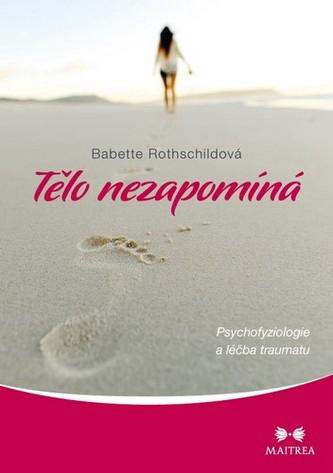 Babette Rothschildová
Tělo nezapomíná
Psychofyziologie
a léčba traumatu
MAITREA